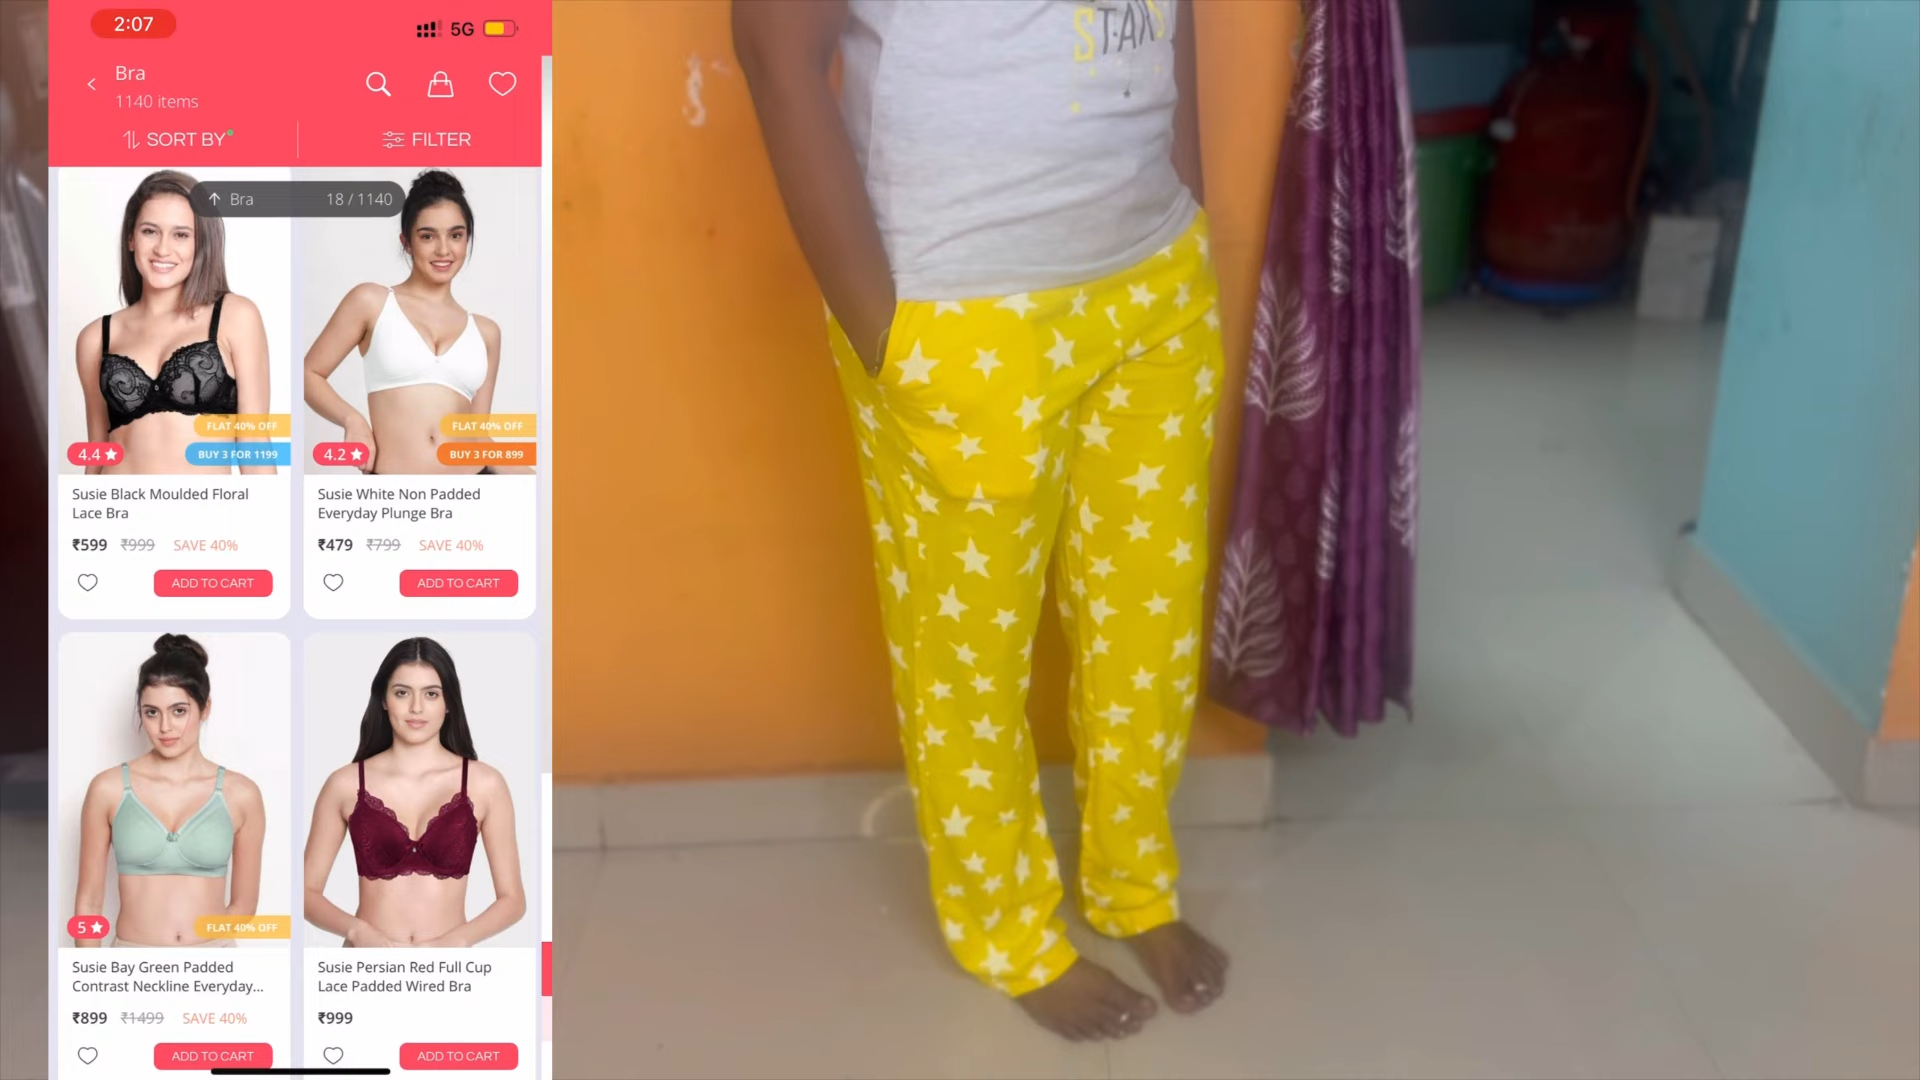 2:07
5G
Bra
1140 items
SORT BY
FILTER
↑ Bra 18 / 1140
FLAT 40% OFF
4.4 ★ BUY 3 FOR 1199
Susie Black Moulded Floral
Lace Bra
₹599 ₹999 SAVE 40%
ADD TO CART
FLAT 40% OFF
4.2 ★ BUY 3 FOR 899
Susie White Non Padded
Everyday Plunge Bra
₹479 ₹799 SAVE 40%
ADD TO CART
5 ★ FLAT 40% OFF
Susie Bay Green Padded
Contrast Neckline Everyday...
₹899 ₹1499 SAVE 40%
ADD TO CART
Susie Persian Red Full Cup
Lace Padded Wired Bra
₹999
ADD TO CART
STARS